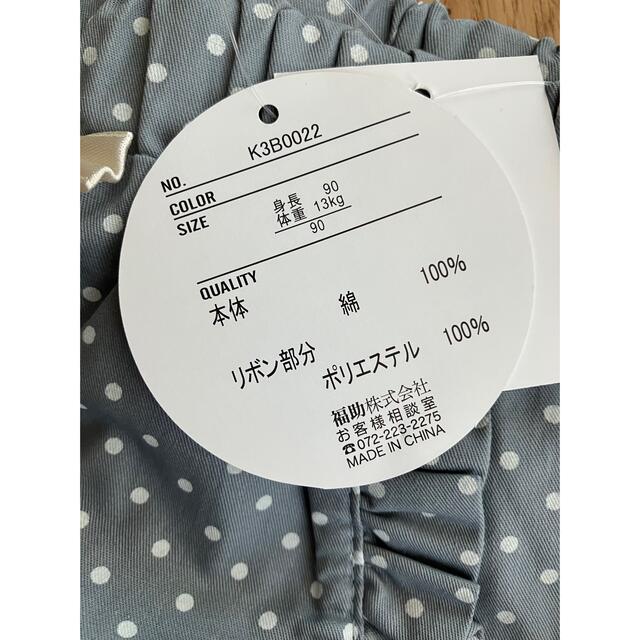 NO. K3B0022
COLOR
SIZE 身長 90
体重 13kg
90
QUALITY
本体 綿 100%
リボン部分 ポリエステル 100%
福助株式会社
お客様相談室
☎072-223-2275
MADE IN CHINA